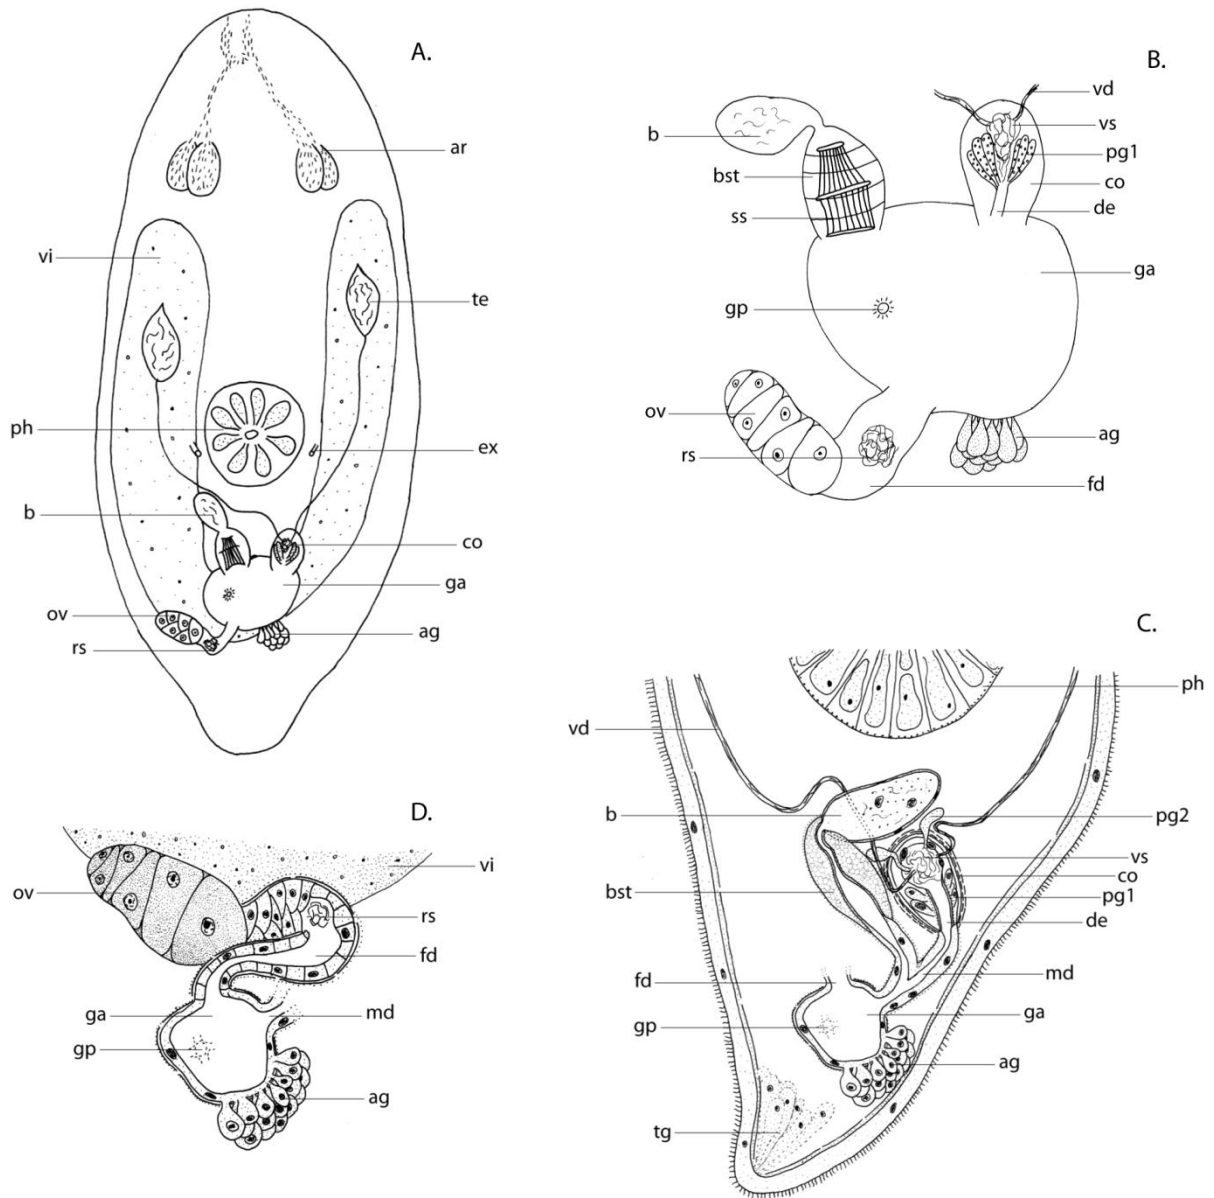 A.
ar
vi
te
ph
ex
b
co
ga
ov
ag
rs
B.
vd
b
vs
pg1
bst
co
ss
de
ga
gp
ov
ag
rs
fd
C.
ph
vd
b
pg2
vs
co
bst
pg1
de
fd
md
ga
gp
ag
tg
D.
vi
ov
rs
fd
ga
md
gp
ag